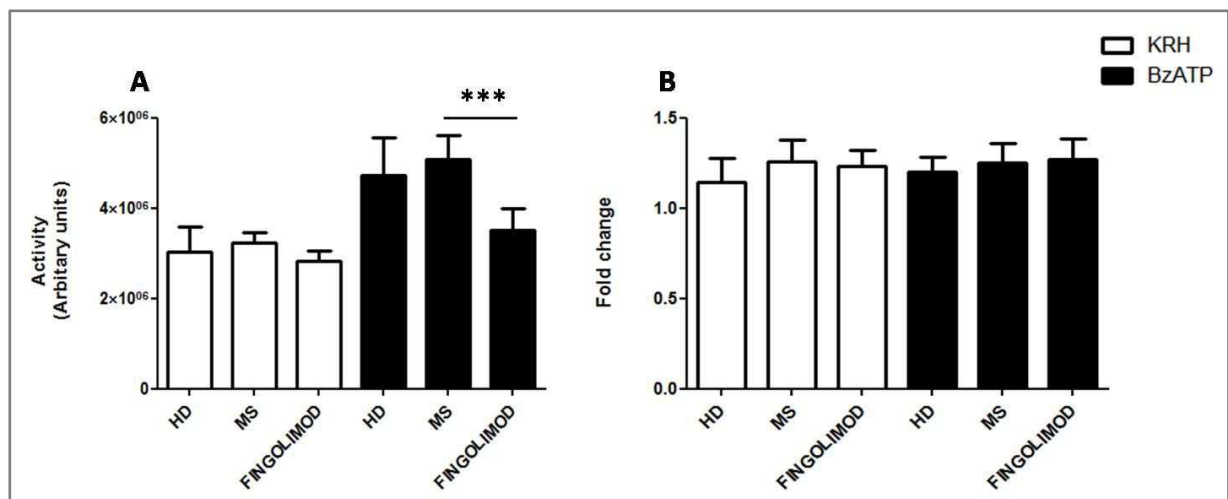 KRH
BzATP
A
B
***
6×10⁰⁶
4×10⁰⁶
2×10⁰⁶
0
Activity
(Arbitary units)
HD
MS
FINGOLIMOD
HD
MS
FINGOLIMOD
1.5
1.0
0.5
0.0
Fold change
HD
MS
FINGOLIMOD
HD
MS
FINGOLIMOD